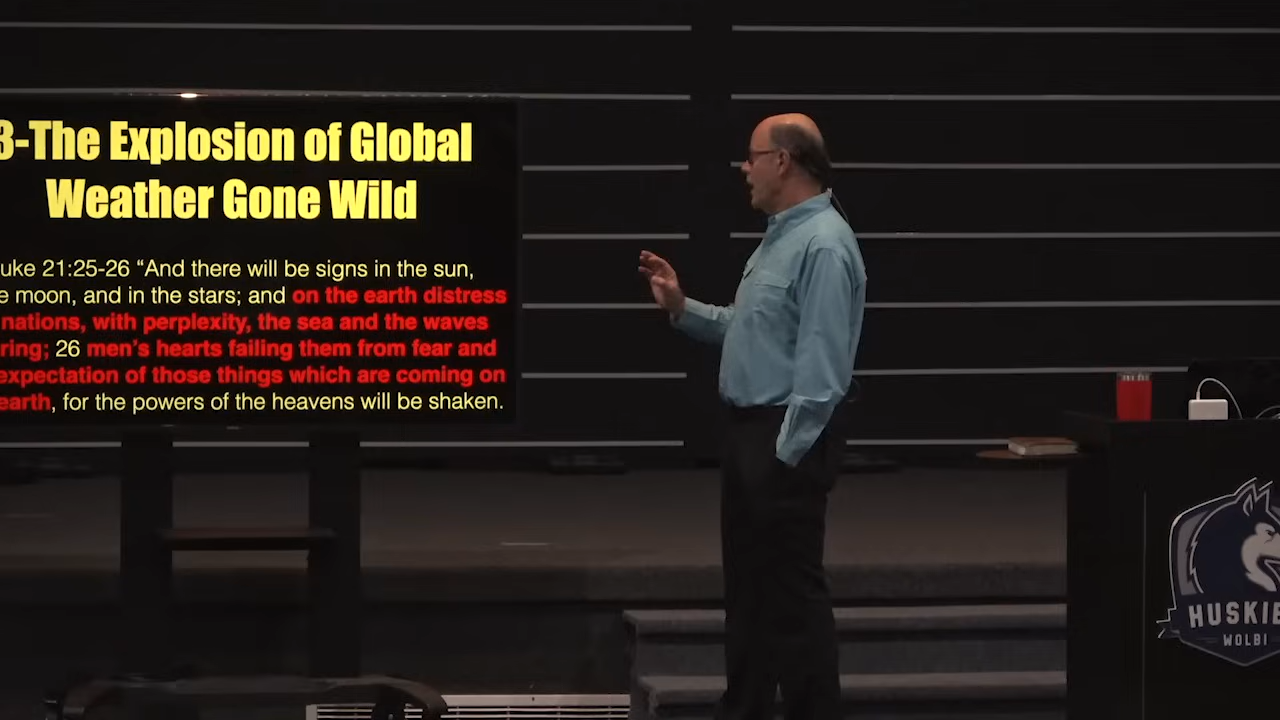 3-The Explosion of Global
Weather Gone Wild
uke 21:25-26 “And there will be signs in the sun,
e moon, and in the stars; and on the earth distress
nations, with perplexity, the sea and the waves
ring; 26 men’s hearts failing them from fear and
expectation of those things which are coming on
earth, for the powers of the heavens will be shaken.
HUSKIE
WOLBI